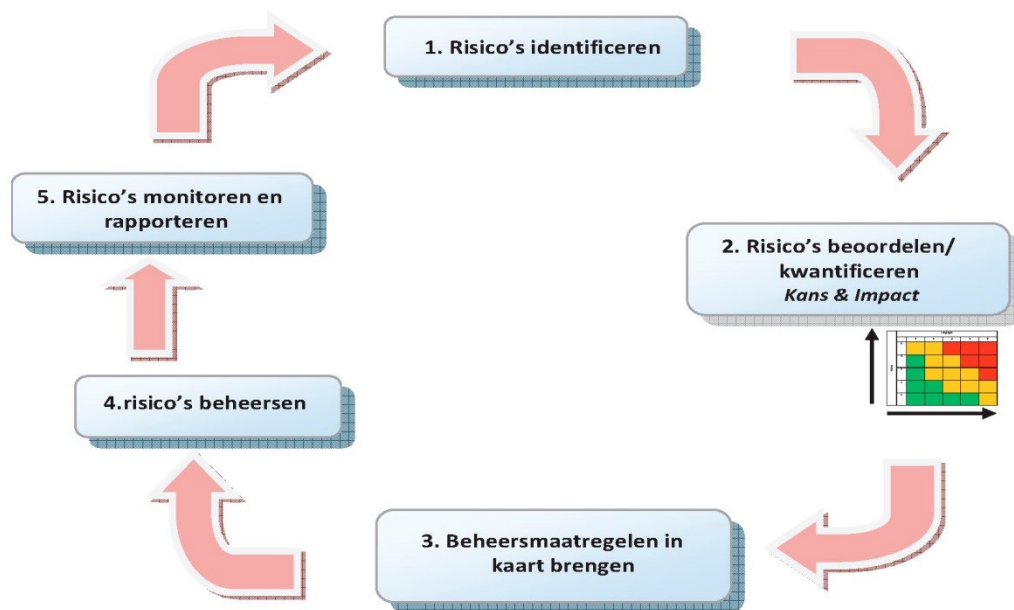 1. Risico’s identificeren
5. Risico’s monitoren en
rapporteren
2. Risico’s beoordelen/
kwantificeren
Kans & Impact
4.risico’s beheersen
3. Beheersmaatregelen in
kaart brengen